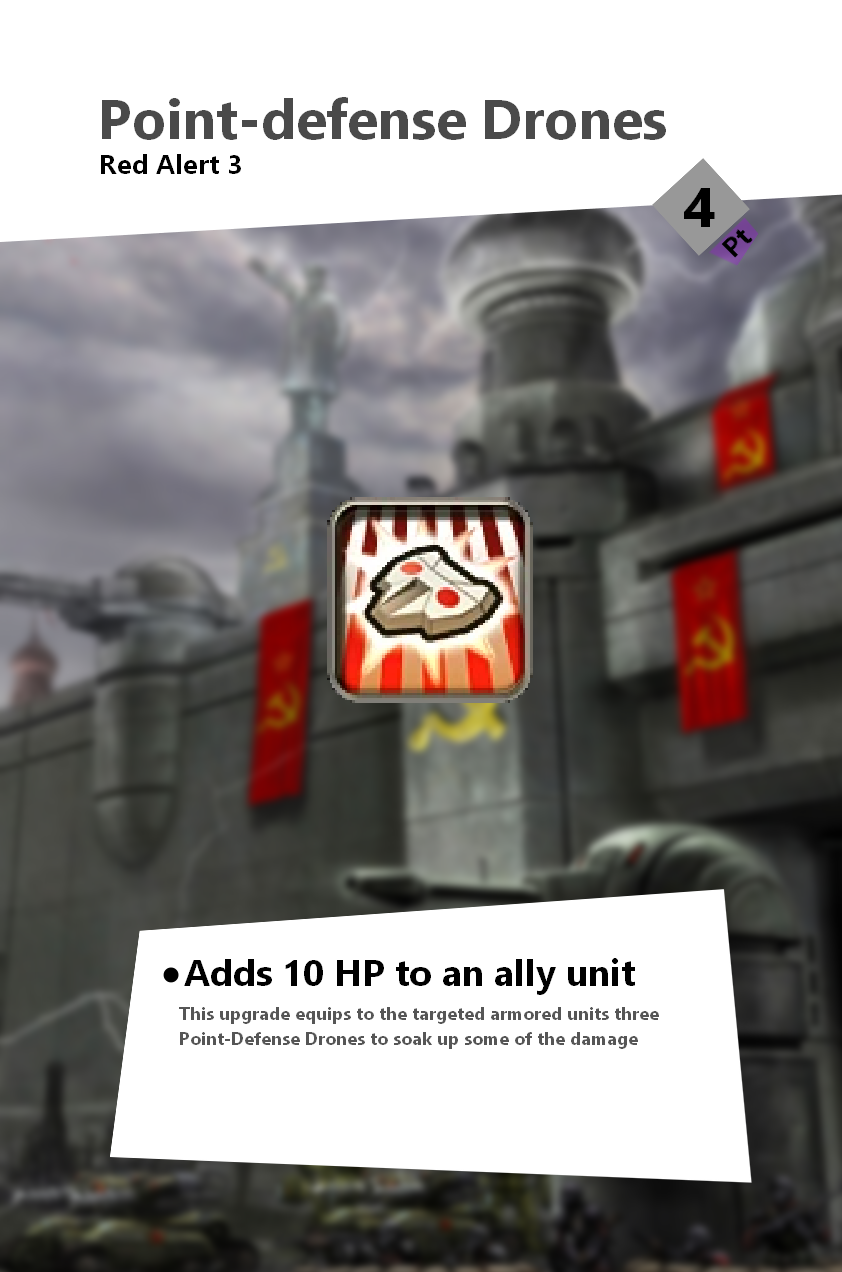 Point-defense Drones
Red Alert 3
4
Pt
•Adds 10 HP to an ally unit
This upgrade equips to the targeted armored units three
Point-Defense Drones to soak up some of the damage